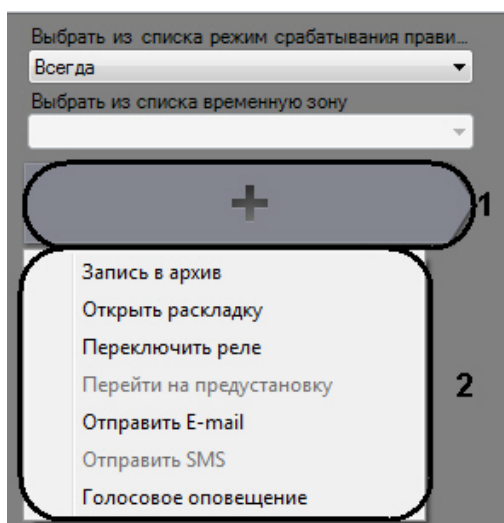 Выбрать из списка режим срабатывания прави...
Всегда
Выбрать из списка временную зону
+
1
Запись в архив
Открыть раскладку
Переключить реле
Перейти на предустановку
2
Отправить E-mail
Отправить SMS
Голосовое оповещение